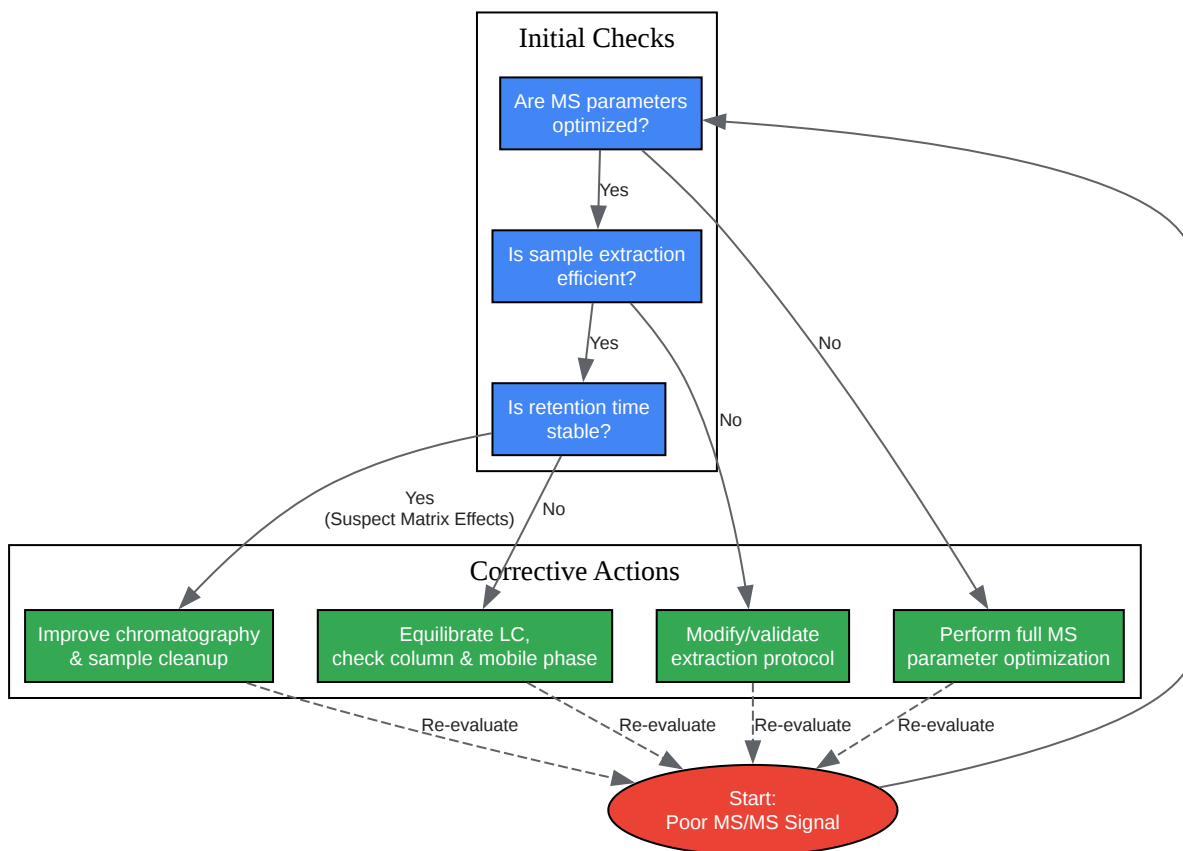 Initial Checks
Are MS parameters
optimized?
Yes
Is sample extraction
efficient?
Yes
No
Is retention time
stable?
No
Yes
(Suspect Matrix Effects)
No
Corrective Actions
Improve chromatography
& sample cleanup
Equilibrate LC,
check column & mobile phase
Modify/validate
extraction protocol
Perform full MS
parameter optimization
Re-evaluate
Re-evaluate
Re-evaluate
Re-evaluate
Start:
Poor MS/MS Signal